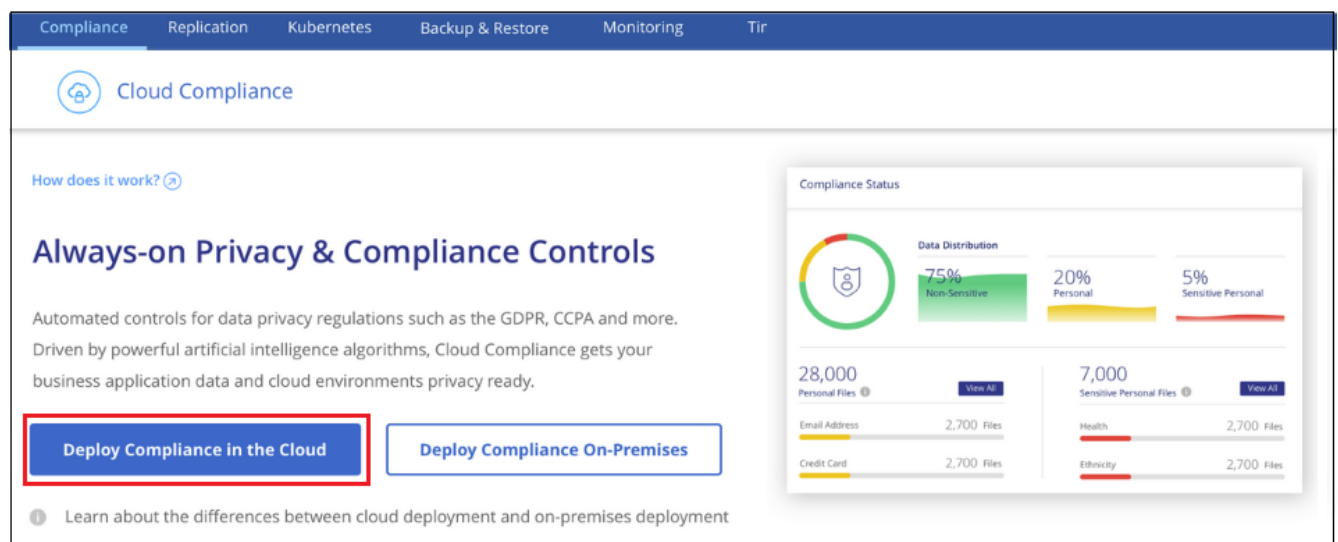 Compliance Replication Kubernetes Backup & Restore Monitoring Tir
Cloud Compliance
How does it work?
Always-on Privacy & Compliance Controls
Automated controls for data privacy regulations such as the GDPR, CCPA and more.
Driven by powerful artificial intelligence algorithms, Cloud Compliance gets your
business application data and cloud environments privacy ready.
Deploy Compliance in the Cloud
Deploy Compliance On-Premises
Learn about the differences between cloud deployment and on-premises deployment
Compliance Status
Data Distribution
75%
Non-Sensitive
20%
Personal
5%
Sensitive Personal
28,000
Personal Files
View All
Email Address 2,700 Files
Credit Card 2,700 Files
7,000
Sensitive Personal Files
View All
Health 2,700 Files
Ethnicity 2,700 Files